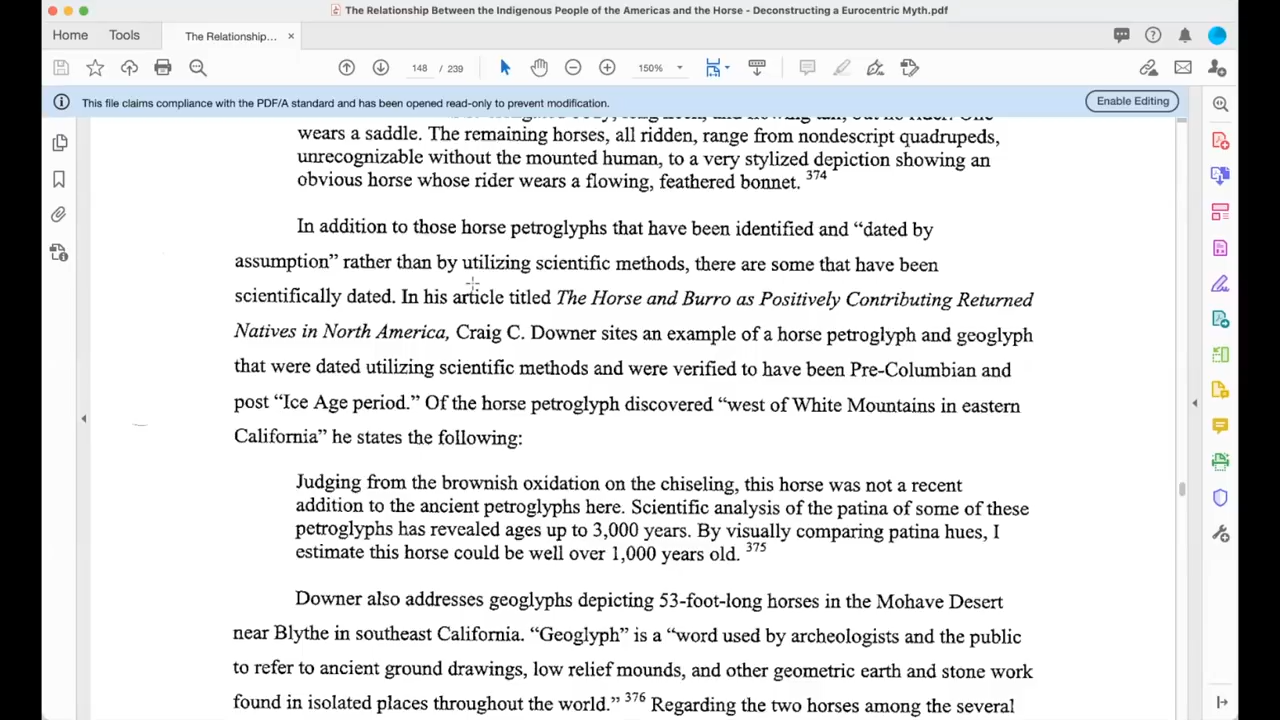 The Relationship Between the Indigenous People of the Americas and the Horse - Deconstructing a Eurocentric Myth.pdf
Home Tools The Relationship... ×
148 / 239 150%
This file claims compliance with the PDF/A standard and has been opened read-only to prevent modification. Enable Editing
wears a saddle. The remaining horses, all ridden, range from nondescript quadrupeds,
unrecognizable without the mounted human, to a very stylized depiction showing an
obvious horse whose rider wears a flowing, feathered bonnet. 374
In addition to those horse petroglyphs that have been identified and “dated by
assumption” rather than by utilizing scientific methods, there are some that have been
scientifically dated. In his article titled The Horse and Burro as Positively Contributing Returned
Natives in North America, Craig C. Downer sites an example of a horse petroglyph and geoglyph
that were dated utilizing scientific methods and were verified to have been Pre-Columbian and
post “Ice Age period.” Of the horse petroglyph discovered “west of White Mountains in eastern
California” he states the following:
Judging from the brownish oxidation on the chiseling, this horse was not a recent
addition to the ancient petroglyphs here. Scientific analysis of the patina of some of these
petroglyphs has revealed ages up to 3,000 years. By visually comparing patina hues, I
estimate this horse could be well over 1,000 years old. 375
Downer also addresses geoglyphs depicting 53-foot-long horses in the Mohave Desert
near Blythe in southeast California. “Geoglyph” is a “word used by archeologists and the public
to refer to ancient ground drawings, low relief mounds, and other geometric earth and stone work
found in isolated places throughout the world.” 376 Regarding the two horses among the several